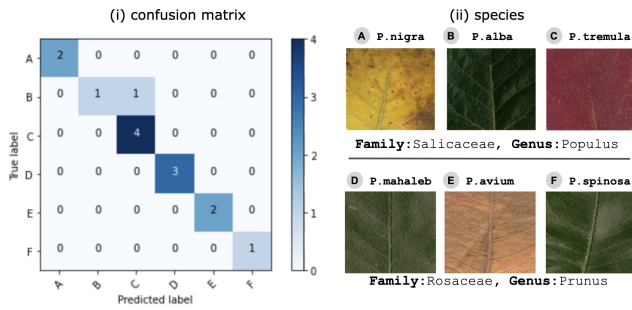 (i) confusion matrix
A 2 0 0 0 0 0
B 0 1 1 0 0 0
C 0 0 4 0 0 0
D 0 0 0 3 0 0
E 0 0 0 0 2 0
F 0 0 0 0 0 1
A B C D E F
True label
Predicted label
4
3
2
1
0
(ii) species
A P.nigra B P.alba C P.tremula
Family:Salicaceae, Genus:Populus
D P.mahaleb E P.avium F P.spinosa
Family:Rosaceae, Genus:Prunus